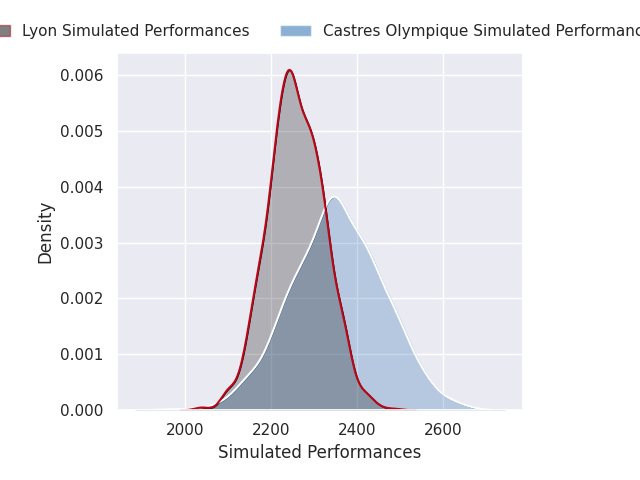 Lyon Simulated Performances
Castres Olympique Simulated
0.006
0.005
0.004
0.003
0.002
0.001
0.000
Density
2000 2200 2400 2600
Simulated Performances